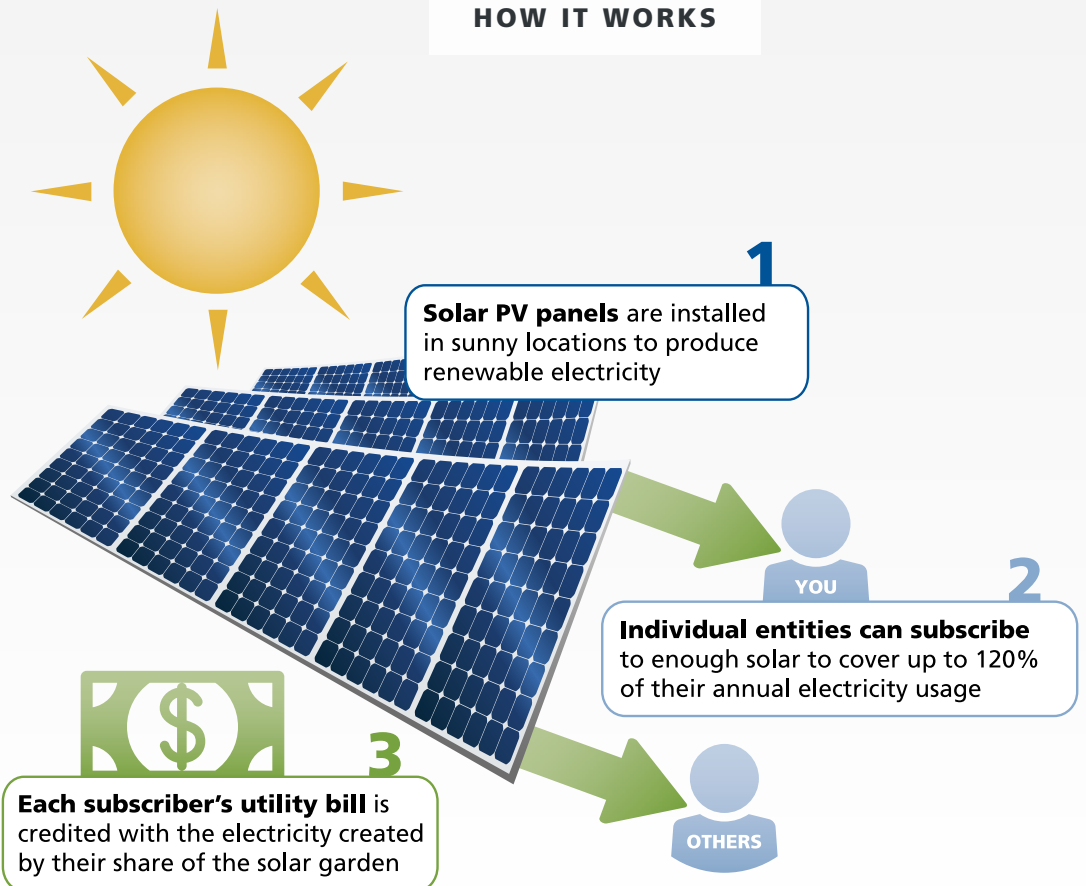 HOW IT WORKS
1
Solar PV panels are installed
in sunny locations to produce
renewable electricity
YOU
2
Individual entities can subscribe
to enough solar to cover up to 120%
of their annual electricity usage
$
3
Each subscriber's utility bill is
credited with the electricity created
by their share of the solar garden
OTHERS